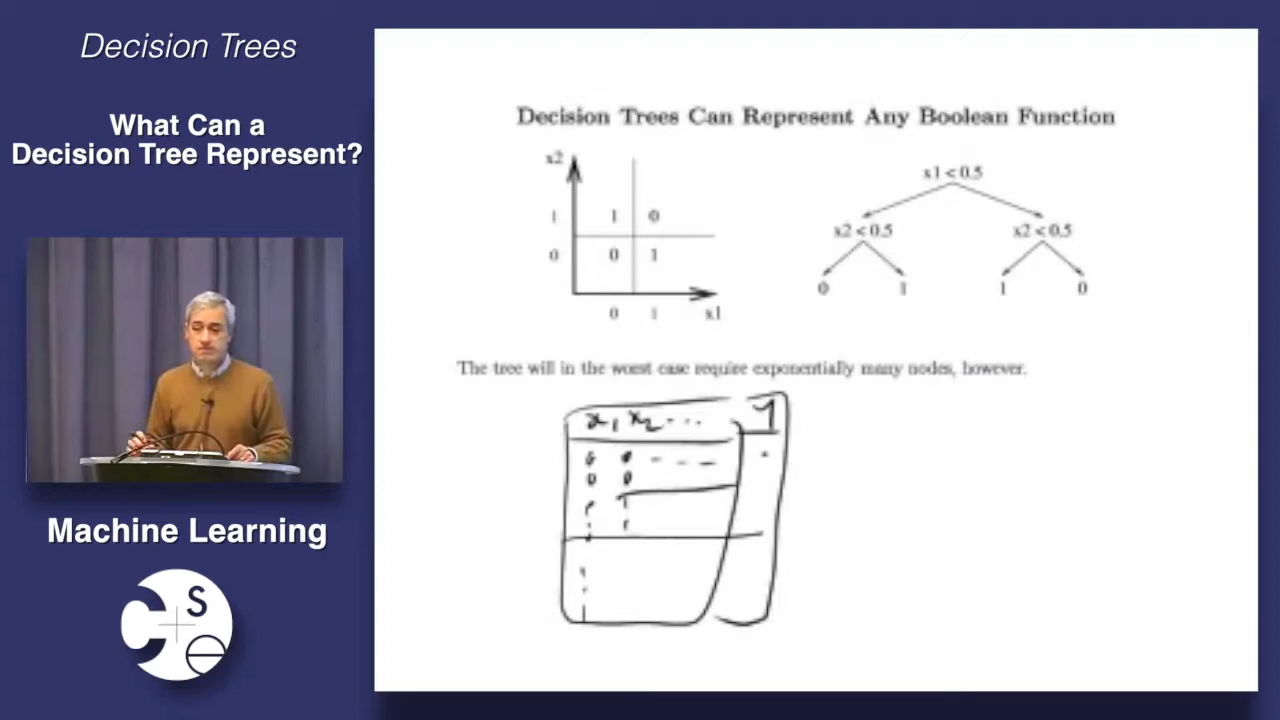 Decision Trees
What Can a
Decision Tree Represent?
Machine Learning
C S e
Decision Trees Can Represent Any Boolean Function
x2
1 1 0
0 0 1
0 1 x1
x1 < 0.5
x2 < 0.5 x2 < 0.5
0 1 1 0
The tree will in the worst case require exponentially many nodes, however.
x1 x2 ... y
0 0 - - -
0 0